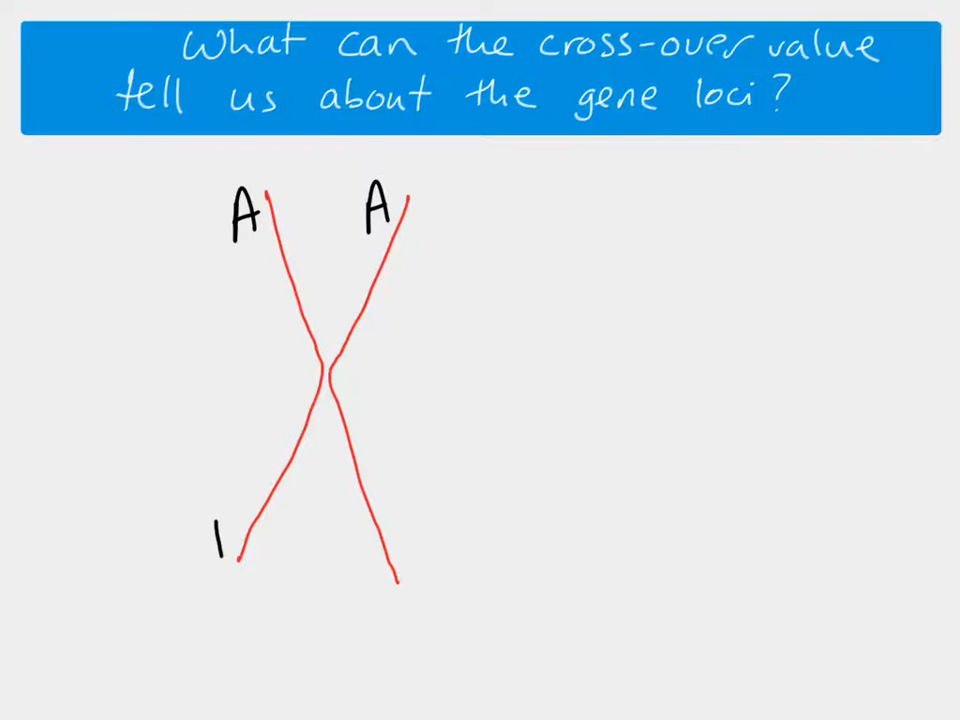 What can the cross-over value
tell us about the gene loci?
A A